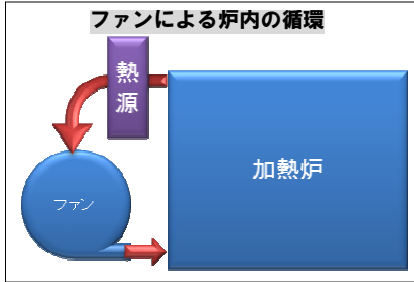 ファンによる炉内の循環
熱
源
加熱炉
ファン